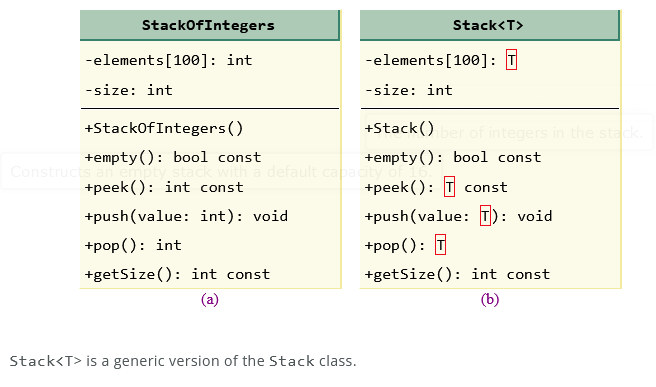 StackOfIntegers
-elements[100]: int
-size: int
+StackOfIntegers()
+empty(): bool const
+peek(): int const
+push(value: int): void
+pop(): int
+getSize(): int const
(a)
Stack<T>
-elements[100]: T
-size: int
+Stack()
+empty(): bool const
+peek(): T const
+push(value: T): void
+pop(): T
+getSize(): int const
(b)
number of integers in the stack.
Constructs an empty stack with a default capacity of
Stack<T> is a generic version of the Stack class.